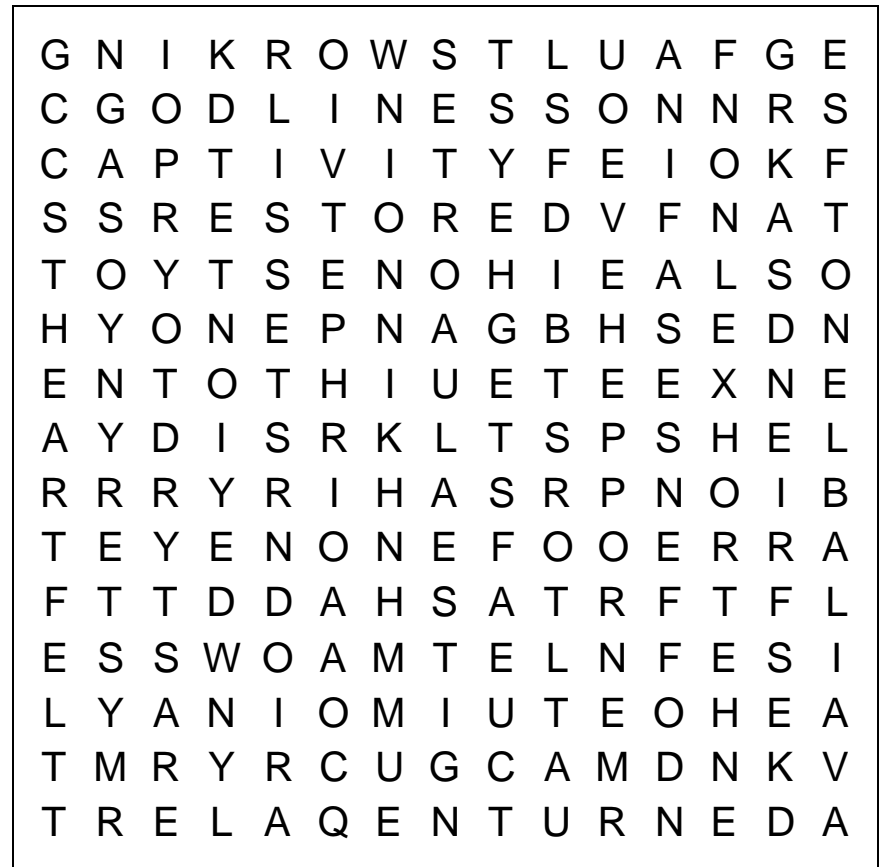 G N I K R O W S T L U A F G E
C G O D L I N E S S O N N R S
C A P T I V I T Y F E I O K F
S S R E S T O R E D V F N A T
T O Y T S E N O H I E A L S O
H Y O N E P N A G B H S E D N
E N T O T H I U E T E E X N E
A Y D I S R K L T S P S H E L
R R R Y R I H A S R P N O I B
T E Y E N O N E F O O E R R A
F T T D D A H S A T R F T F L
E S S W O A M T E L N F E S I
L Y A N I O M I U T E O H E A
T M R Y R C U G C A M D N K V
T R E L A Q E N T U R N E D A